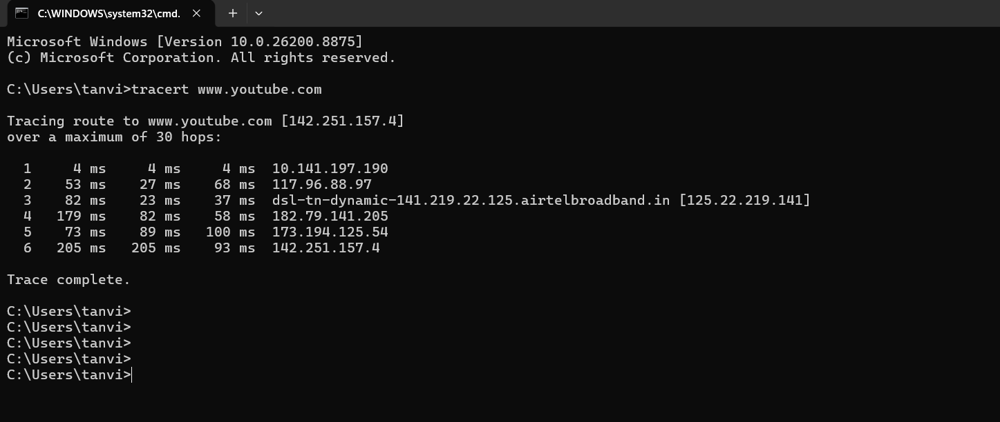 C:\WINDOWS\system32\cmd.
Microsoft Windows [Version 10.0.26200.8875]
(c) Microsoft Corporation. All rights reserved.
C:\Users\tanvi>tracert www.youtube.com
Tracing route to www.youtube.com [142.251.157.4]
over a maximum of 30 hops:
1 4 ms 4 ms 4 ms 10.141.197.190
2 53 ms 27 ms 68 ms 117.96.88.97
3 82 ms 23 ms 37 ms dsl-tn-dynamic-141.219.22.125.airtelbroadband.in [125.22.219.141]
4 179 ms 82 ms 58 ms 182.79.141.205
5 73 ms 89 ms 100 ms 173.194.125.54
6 205 ms 205 ms 93 ms 142.251.157.4
Trace complete.
C:\Users\tanvi>
C:\Users\tanvi>
C:\Users\tanvi>
C:\Users\tanvi>
C:\Users\tanvi>